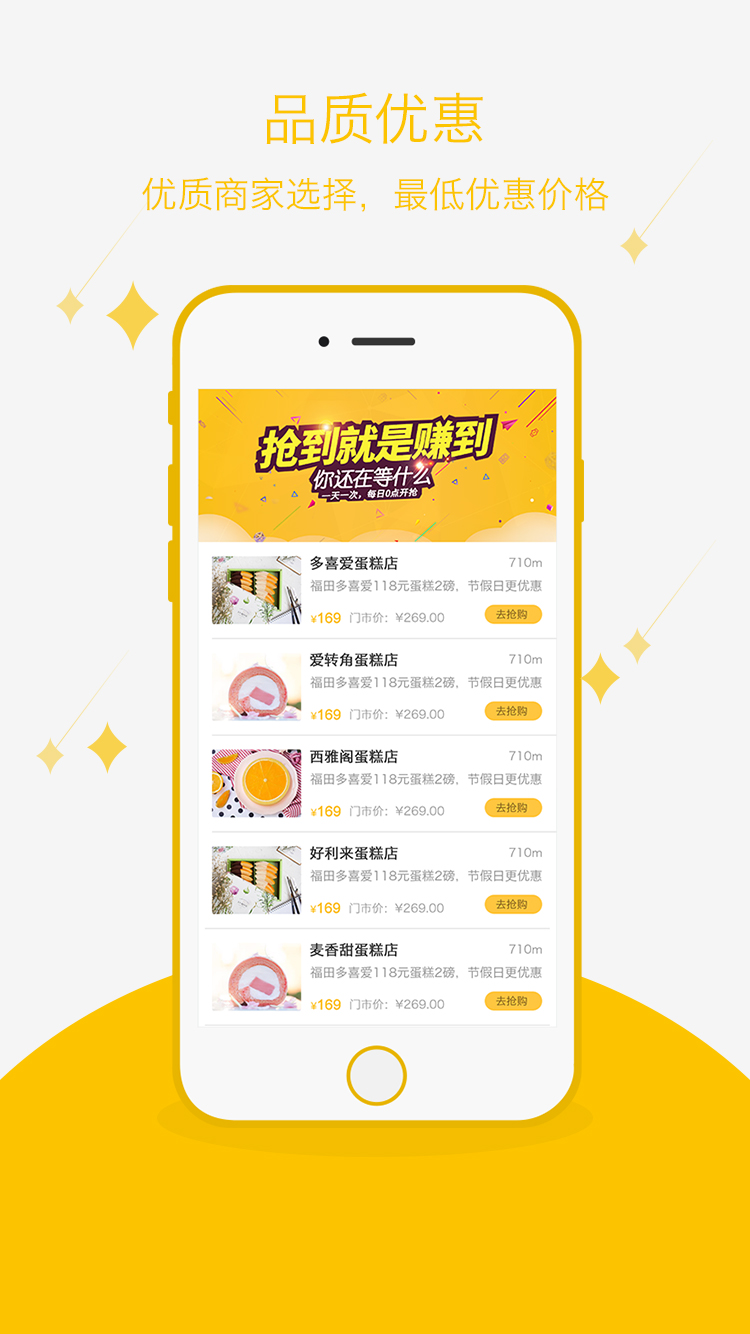 品质优惠
优质商家选择，最低优惠价格
抢到就是赚到
你还在等什么
一天一次，每日0点开抢
多喜爱蛋糕店 710m
福田多喜爱118元蛋糕2磅，节假日更优惠
¥169 门市价：¥269.00 去抢购
爱转角蛋糕店 710m
福田多喜爱118元蛋糕2磅，节假日更优惠
¥169 门市价：¥269.00 去抢购
西雅阁蛋糕店 710m
福田多喜爱118元蛋糕2磅，节假日更优惠
¥169 门市价：¥269.00 去抢购
好利来蛋糕店 710m
福田多喜爱118元蛋糕2磅，节假日更优惠
¥169 门市价：¥269.00 去抢购
麦香甜蛋糕店 710m
福田多喜爱118元蛋糕2磅，节假日更优惠
¥169 门市价：¥269.00 去抢购